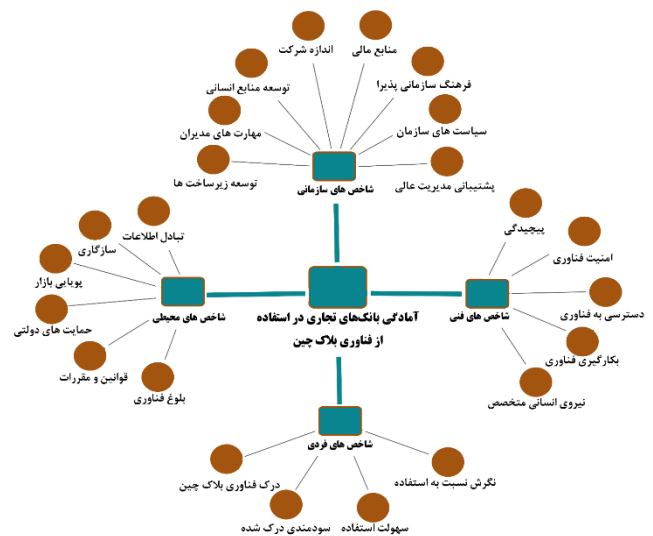 منابع مالی
اندازه شرکت
فرهنگ سازمانی پذیرا
توسعه منابع انسانی
سیاست های سازمان
مهارت های مدیران
پشتیبانی مدیریت عالی
توسعه زیرساخت ها
شاخص های سازمانی
پیچیدگی
امنیت فناوری
دسترسی به فناوری
بکارگیری فناوری
نیروی انسانی متخصص
شاخص های فنی
آمادگی بانک‌های تجاری در استفاده
از فناوری بلاک چین
تبادل اطلاعات
سازگاری
پویایی بازار
حمایت های دولتی
قوانین و مقررات
بلوغ فناوری
شاخص های محیطی
شاخص های فردی
نگرش نسبت به استفاده
سهولت استفاده
سودمندی درک شده
درک فناوری بلاک چین